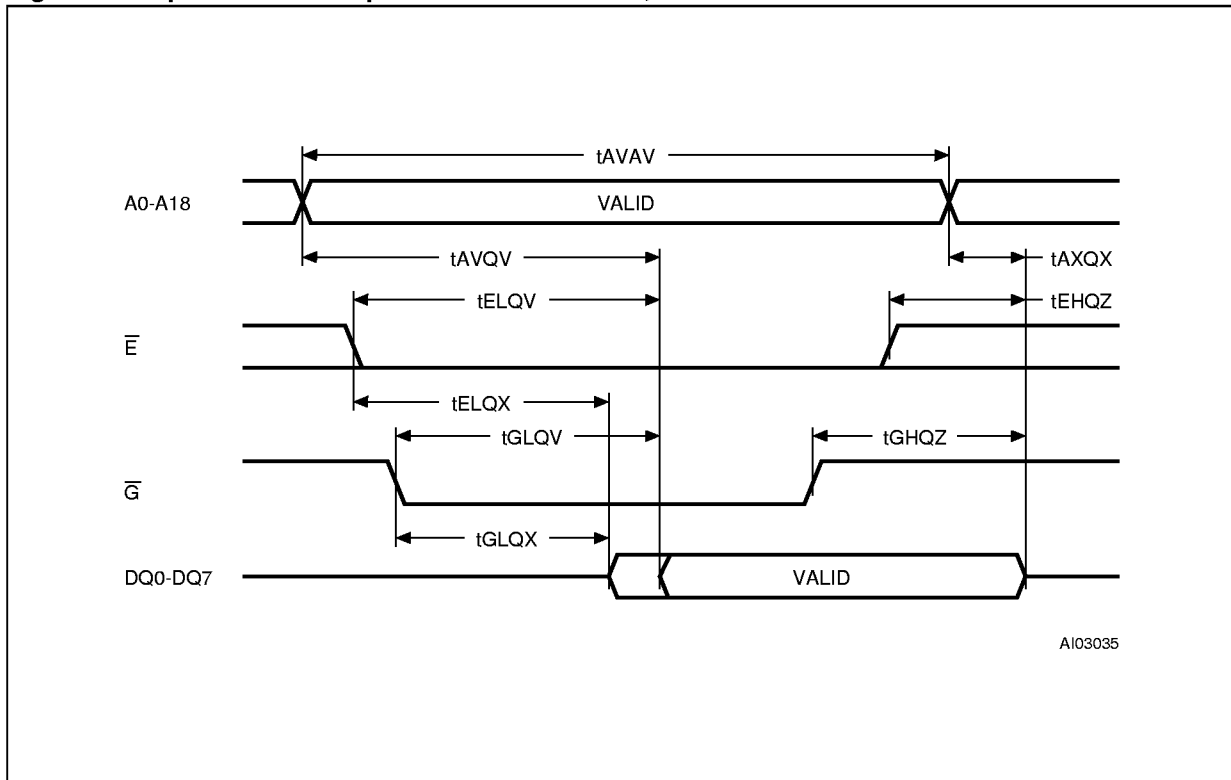 tAVAV
A0-A18 VALID
tAVQV tAXQX
tELQV tEHQZ
E̅
tELQX
tGLQV tGHQZ
G̅
tGLQX
DQ0-DQ7 VALID
AI03035